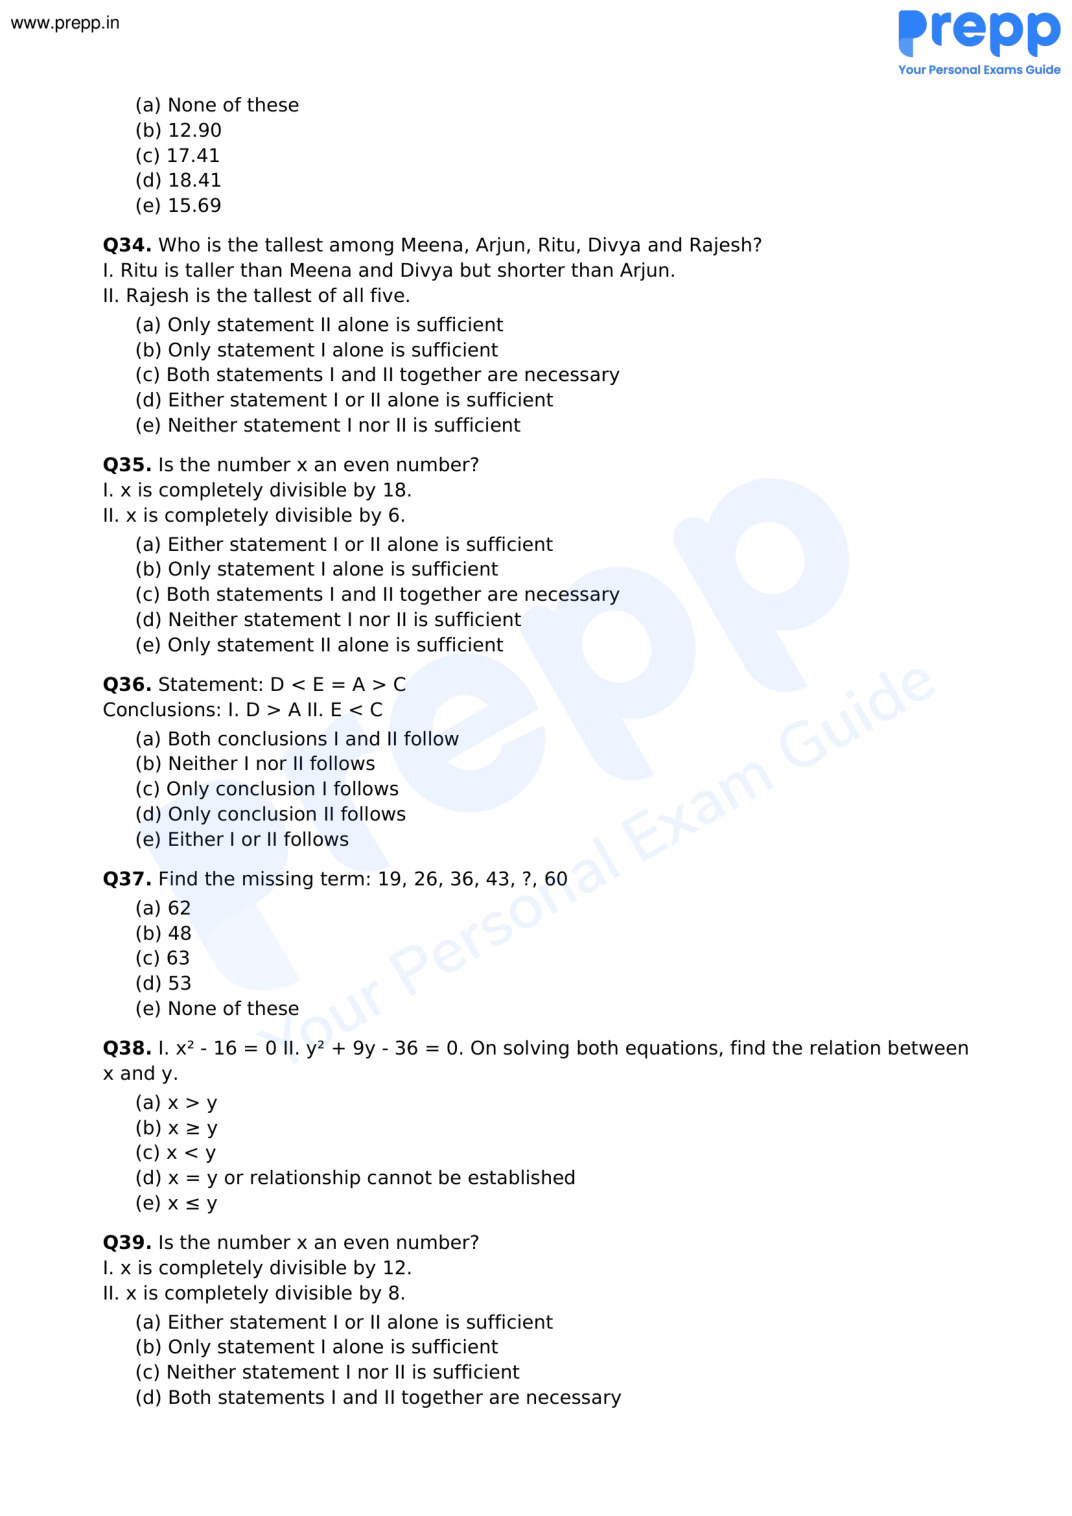 www.prepp.in
Prepp
Your Personal Exams Guide
(a) None of these
(b) 12.90
(c) 17.41
(d) 18.41
(e) 15.69
Q34. Who is the tallest among Meena, Arjun, Ritu, Divya and Rajesh?
I. Ritu is taller than Meena and Divya but shorter than Arjun.
II. Rajesh is the tallest of all five.
(a) Only statement II alone is sufficient
(b) Only statement I alone is sufficient
(c) Both statements I and II together are necessary
(d) Either statement I or II alone is sufficient
(e) Neither statement I nor II is sufficient
Q35. Is the number x an even number?
I. x is completely divisible by 18.
II. x is completely divisible by 6.
(a) Either statement I or II alone is sufficient
(b) Only statement I alone is sufficient
(c) Both statements I and II together are necessary
(d) Neither statement I nor II is sufficient
(e) Only statement II alone is sufficient
Q36. Statement: D < E = A > C
Conclusions: I. D > A II. E < C
(a) Both conclusions I and II follow
(b) Neither I nor II follows
(c) Only conclusion I follows
(d) Only conclusion II follows
(e) Either I or II follows
Q37. Find the missing term: 19, 26, 36, 43, ?, 60
(a) 62
(b) 48
(c) 63
(d) 53
(e) None of these
Q38. I. x² - 16 = 0 II. y² + 9y - 36 = 0. On solving both equations, find the relation between
x and y.
(a) x > y
(b) x ≥ y
(c) x < y
(d) x = y or relationship cannot be established
(e) x ≤ y
Q39. Is the number x an even number?
I. x is completely divisible by 12.
II. x is completely divisible by 8.
(a) Either statement I or II alone is sufficient
(b) Only statement I alone is sufficient
(c) Neither statement I nor II is sufficient
(d) Both statements I and II together are necessary
prepp
Your Personal Exam Guide